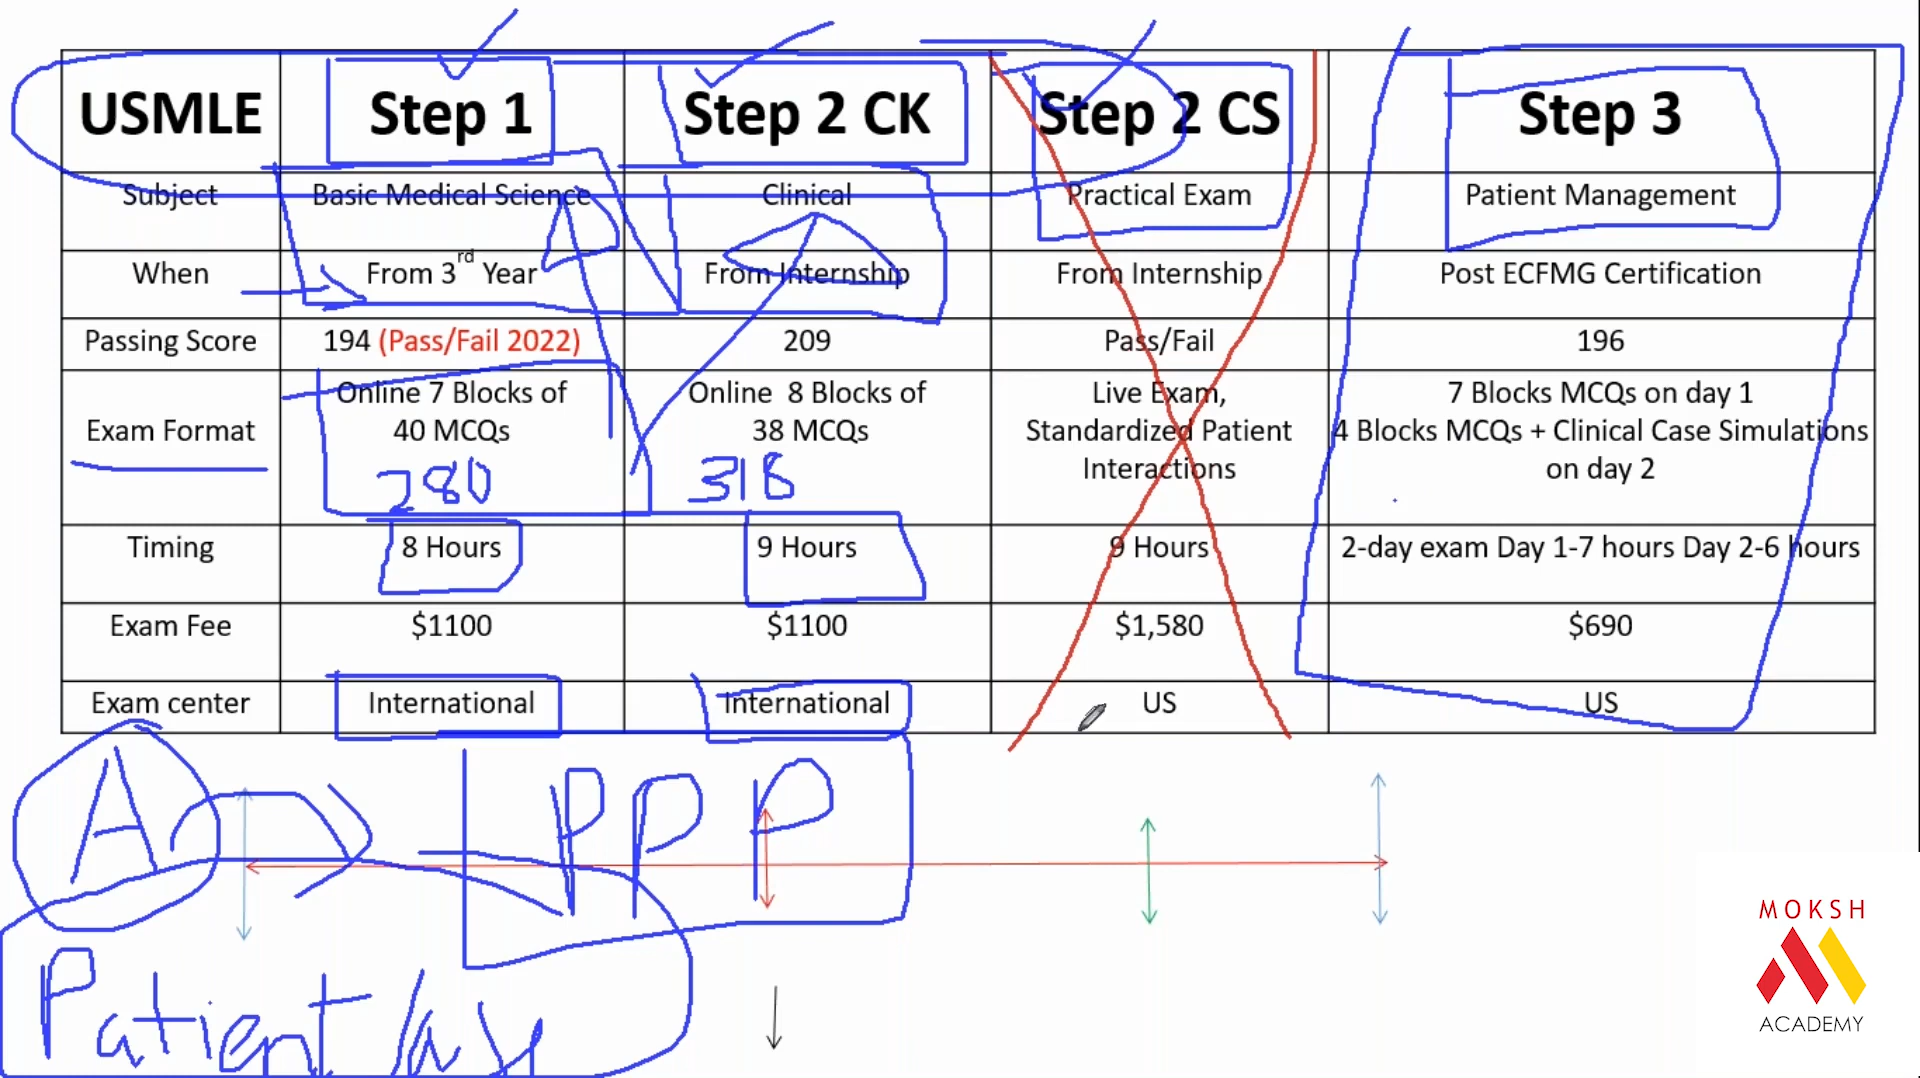 USMLE Step 1 Step 2 CK Step 2 CS Step 3
Subject Basic Medical Science Clinical Practical Exam Patient Management
When From 3rd Year From Internship From Internship Post ECFMG Certification
Passing Score 194 (Pass/Fail 2022) 209 Pass/Fail 196
Exam Format Online 7 Blocks of 40 MCQs Online 8 Blocks of 38 MCQs Live Exam, Standardized Patient Interactions 7 Blocks MCQs on day 1 4 Blocks MCQs + Clinical Case Simulations on day 2
280 318
Timing 8 Hours 9 Hours 9 Hours 2-day exam Day 1-7 hours Day 2-6 hours
Exam Fee $1100 $1100 $1,580 $690
Exam center International International US US
A PPP
Patient
MOKSH
ACADEMY